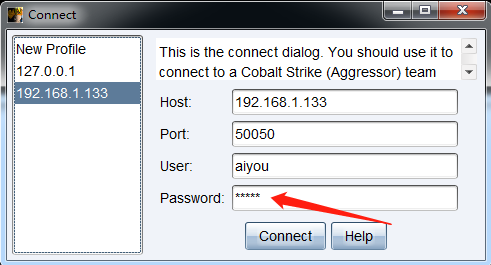 Connect
New Profile
127.0.0.1
192.168.1.133
This is the connect dialog. You should use it to
connect to a Cobalt Strike (Aggressor) team
Host:
192.168.1.133
Port:
50050
User:
aiyou
Password:
*****
Connect
Help